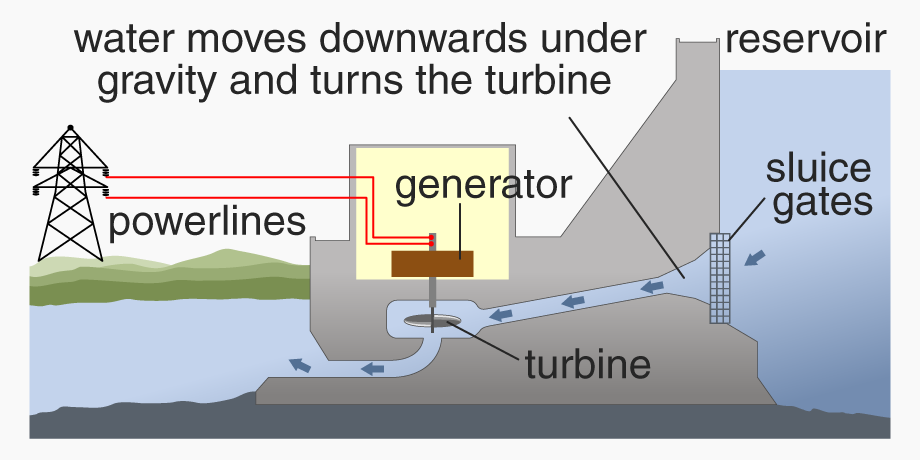 water moves downwards under
gravity and turns the turbine
reservoir
sluice
gates
generator
powerlines
turbine